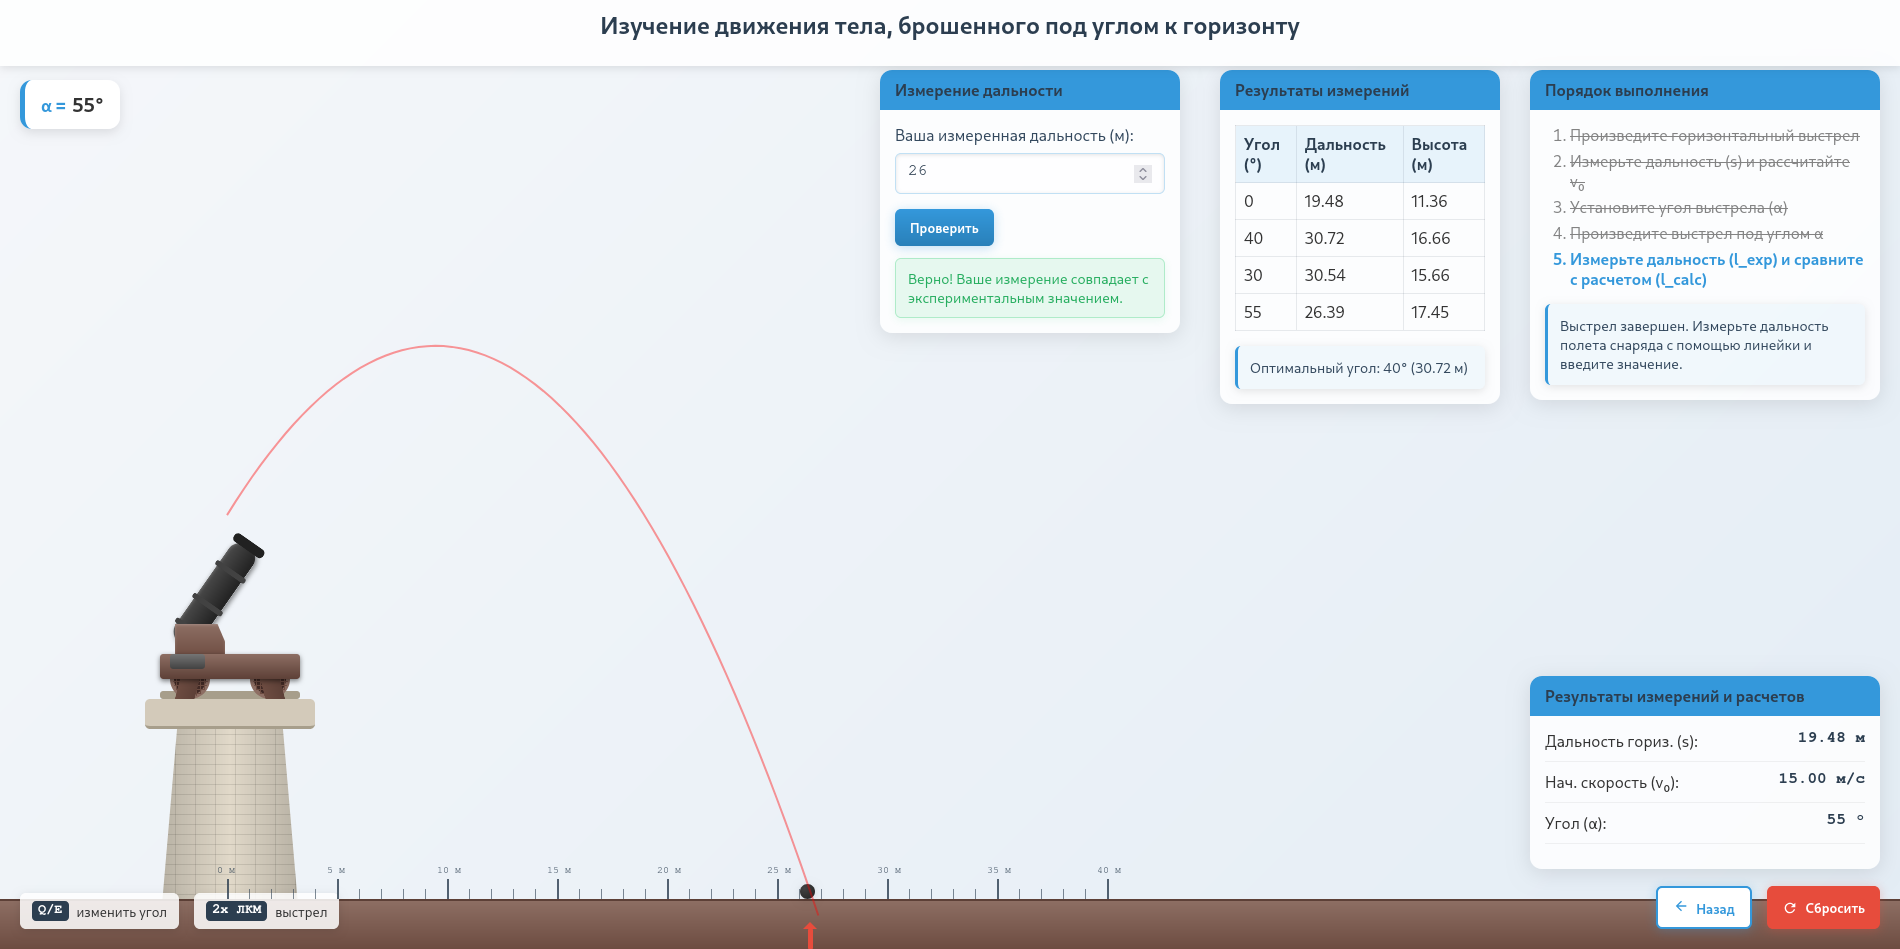 Изучение движения тела, брошенного под углом к горизонту
α = 55°
Измерение дальности
Ваша измеренная дальность (м):
26
Проверить
Верно! Ваше измерение совпадает с
экспериментальным значением.
Результаты измерений
Угол (°) Дальность (м) Высота (м)
0 19.48 11.36
40 30.72 16.66
30 30.54 15.66
55 26.39 17.45
Оптимальный угол: 40° (30.72 м)
Порядок выполнения
1. Произведите горизонтальный выстрел
2. Измерьте дальность (s) и рассчитайте
v₀
3. Установите угол выстрела (α)
4. Произведите выстрел под углом α
5. Измерьте дальность (l_exp) и сравните
с расчетом (l_calc)
Выстрел завершен. Измерьте дальность
полета снаряда с помощью линейки и
введите значение.
Результаты измерений и расчетов
Дальность гориз. (s): 19.48 м
Нач. скорость (v₀): 15.00 м/с
Угол (α): 55 °
0 м 5 м 10 м 15 м 20 м 25 м 30 м 35 м 40 м
Q/E изменить угол 2x ЛКМ выстрел
Назад Сбросить